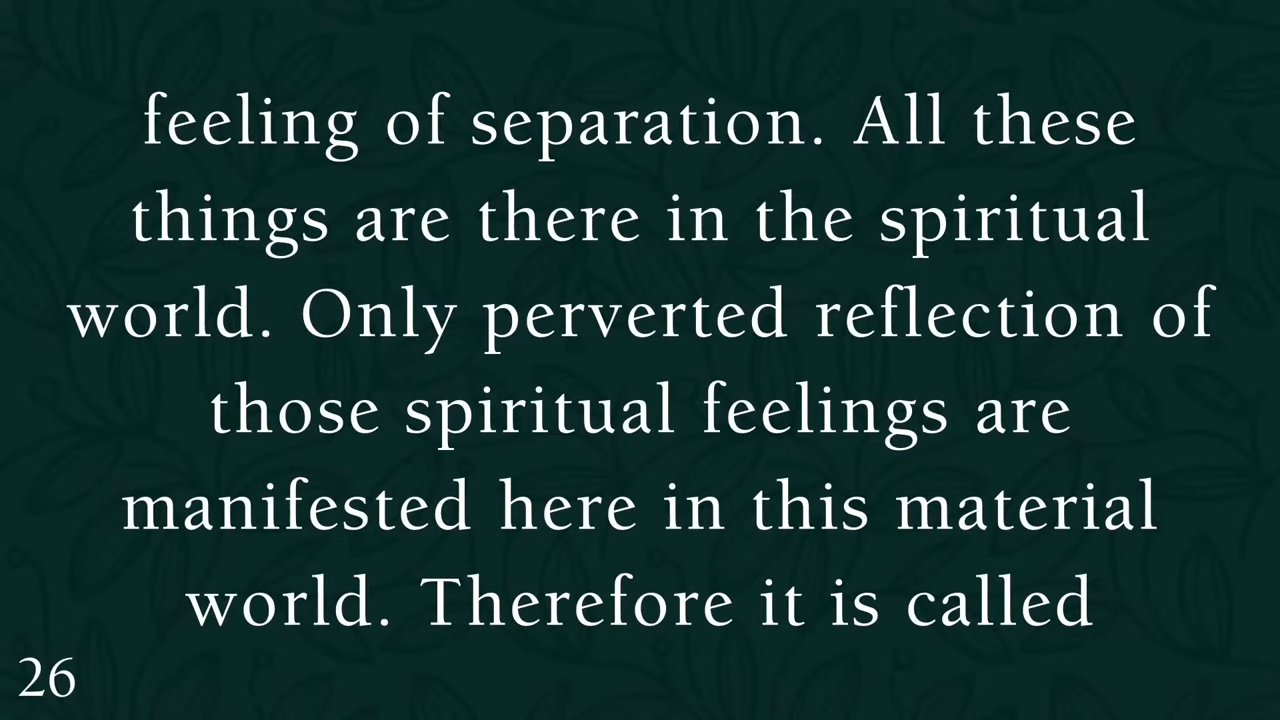 feeling of separation. All these
things are there in the spiritual
world. Only perverted reflection of
those spiritual feelings are
manifested here in this material
world. Therefore it is called
26